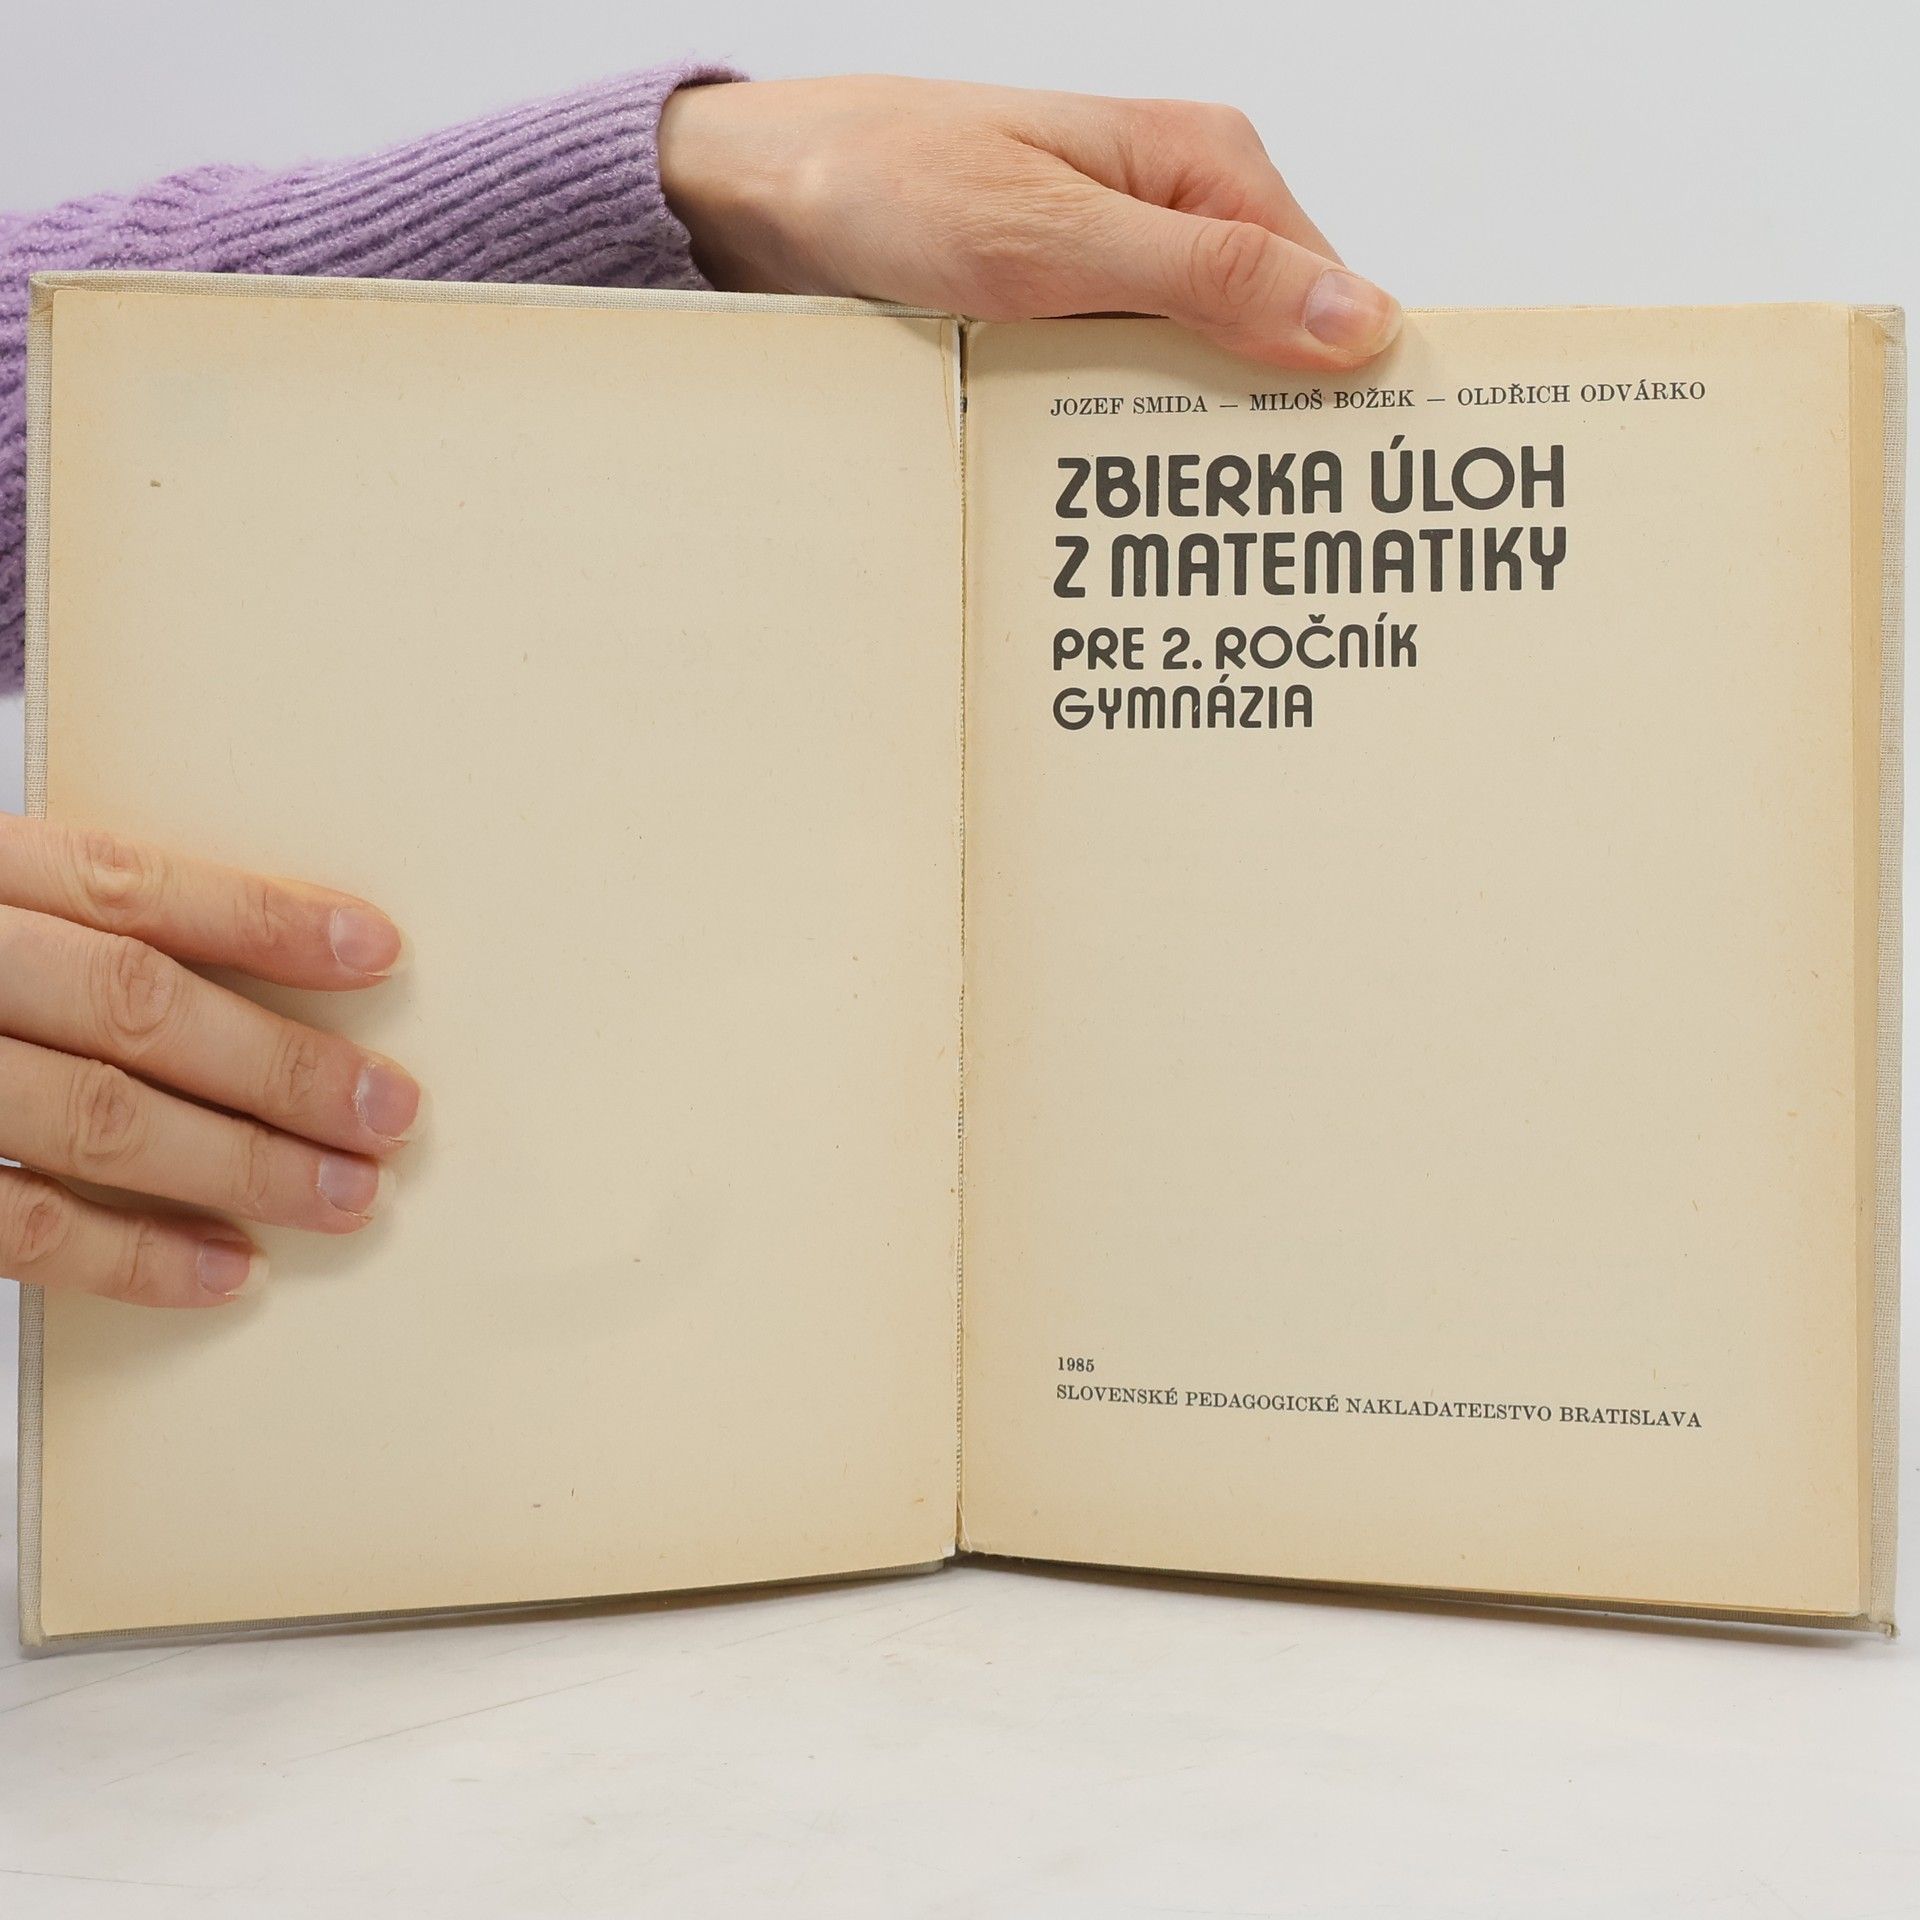 JOZEF SMIDA — MILOŠ BOŽEK — OLDŘICH ODVÁRKO
ZBIERKA ÚLOH
Z MATEMATIKY
PRE 2. ROČNÍK
GYMNÁZIA
1985
SLOVENSKÉ PEDAGOGICKÉ NAKLADATEĽSTVO BRATISLAVA